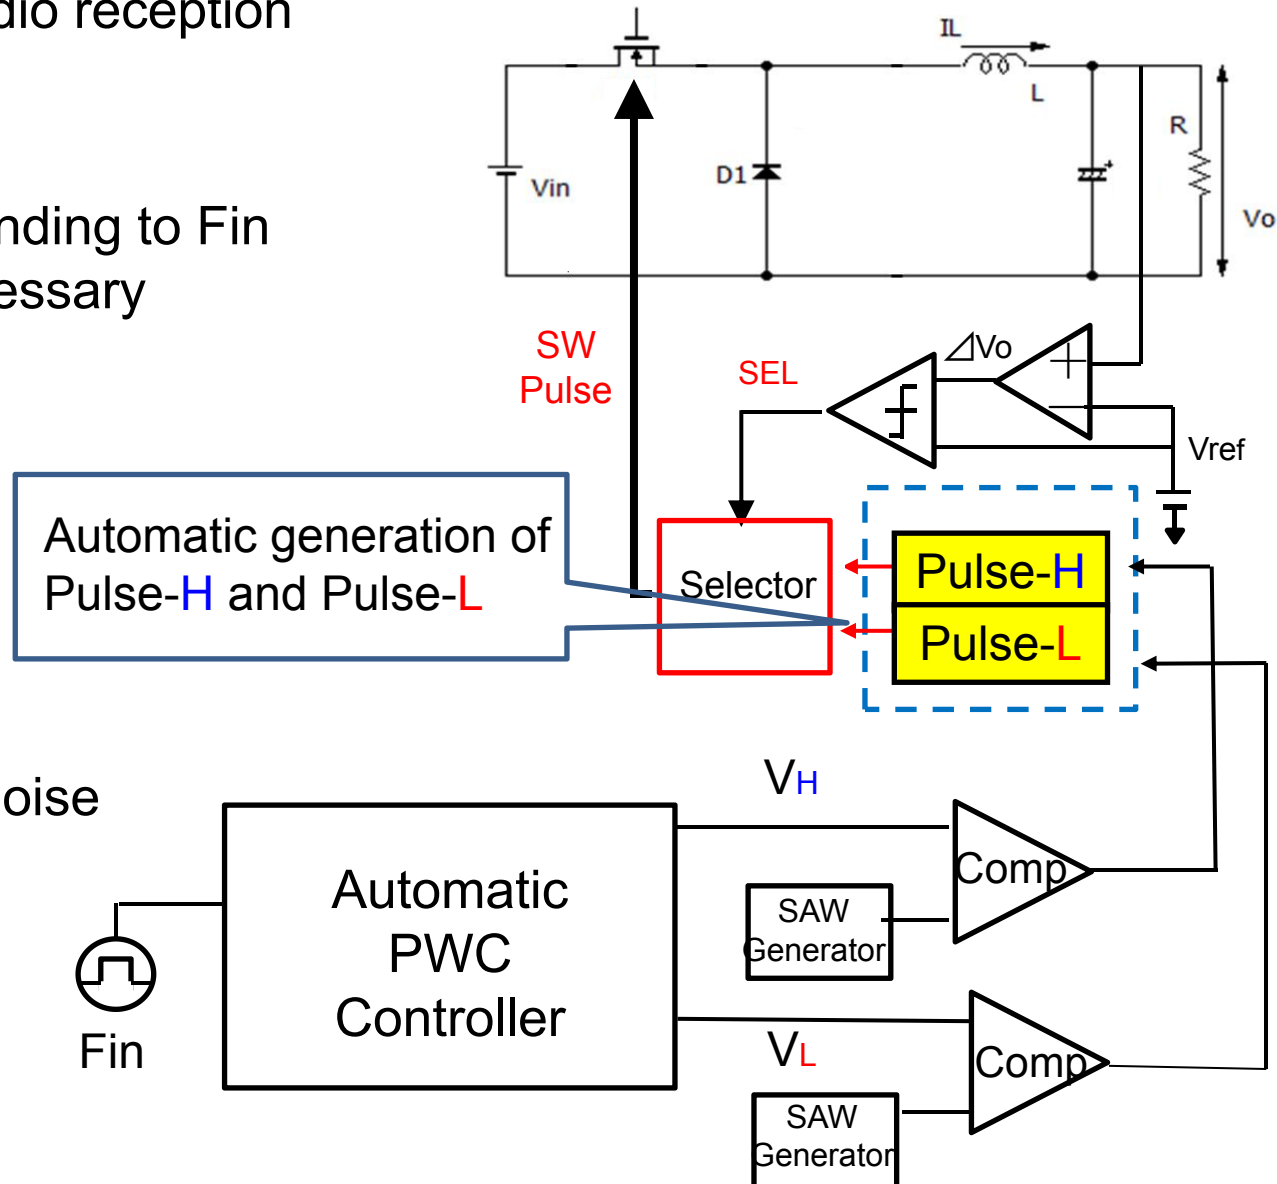 dio reception
IL
L
R
D1
Vin
Vo
nding to Fin
essary
SW
Pulse
SEL
⊿Vo
Vref
Automatic generation of
Pulse-H and Pulse-L
Selector
Pulse-H
Pulse-L
oise
VH
Automatic
PWC
Controller
Comp
SAW
Generator
Fin
VL
Comp
SAW
Generator